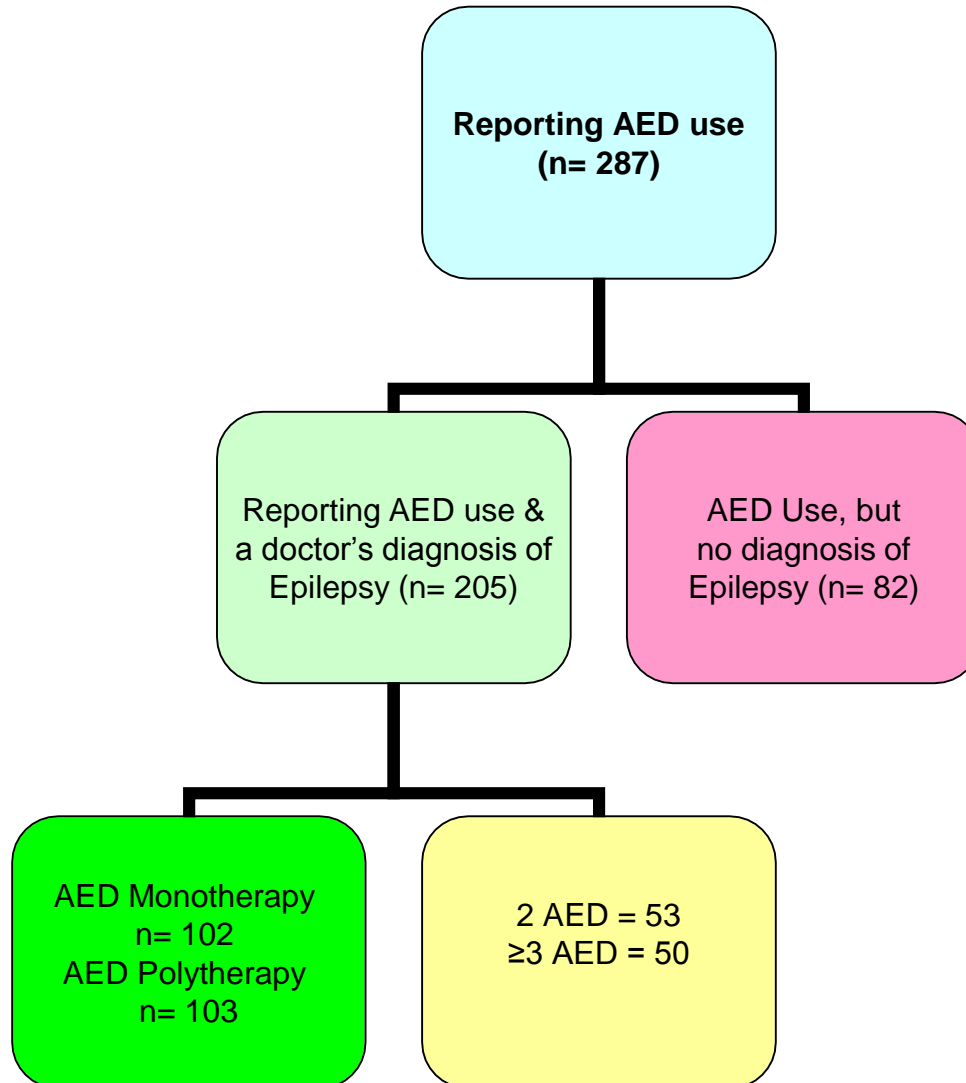 Reporting AED use
(n= 287)
Reporting AED use &
a doctor’s diagnosis of
Epilepsy (n= 205)
AED Use, but
no diagnosis of
Epilepsy (n= 82)
AED Monotherapy
n= 102
AED Polytherapy
n= 103
2 AED = 53
≥3 AED = 50